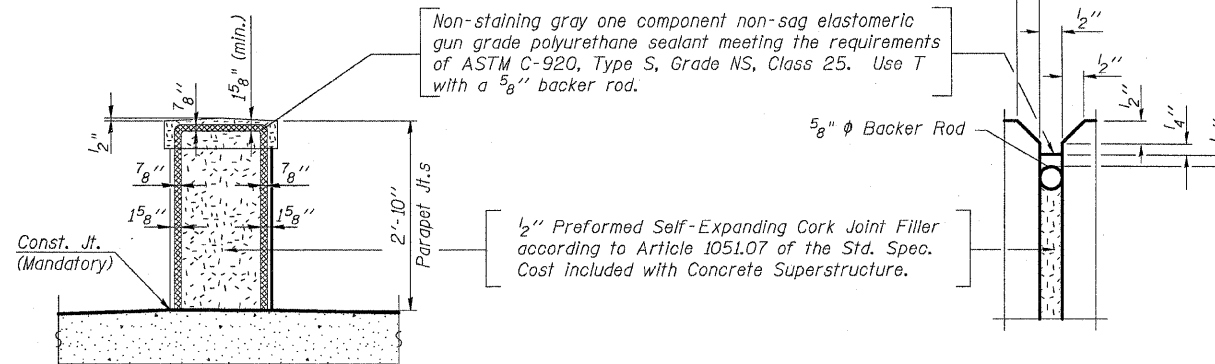 Non-staining gray one component non-sag elastomeric
gun grade polyurethane sealant meeting the requirements
of ASTM C-920, Type S, Grade NS, Class 25. Use T
with a 5/8" backer rod.
1/2"
7/8"
1 5/8" (min.)
1/2"
1/2"
1/2"
1/4"
5/8" φ Backer Rod
7/8"
7/8"
1 5/8"
1 5/8"
2'-10"
Parapet Jt.s
Const. Jt.
(Mandatory)
1/2" Preformed Self-Expanding Cork Joint Filler
according to Article 1051.07 of the Std. Spec.
Cost included with Concrete Superstructure.